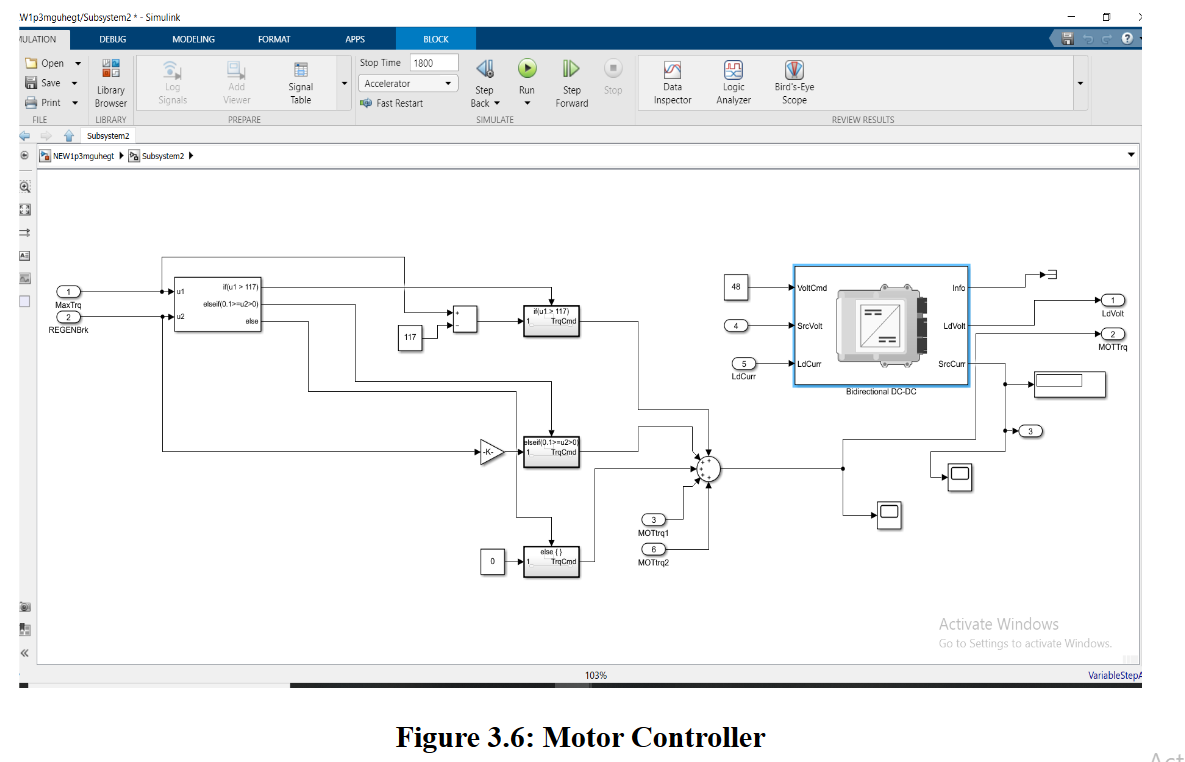 W1p3mguhegt/Subsystem2 * - Simulink
MULATION DEBUG MODELING FORMAT APPS BLOCK
Open
Save
Print
FILE
Library
Browser
LIBRARY
Log
Signals
Add
Viewer
Signal
Table
PREPARE
Stop Time 1800
Accelerator
Fast Restart
Step
Back
Run
Step
Forward
Stop
SIMULATE
Data
Inspector
Logic
Analyzer
Bird's-Eye
Scope
REVIEW RESULTS
Subsystem2
NEW1p3mguhegt Subsystem2
1
MaxTrq
2
REGENBrk
u1
u2
if(u1 > 117)
elseif(0.1>=u2>0)
else
117
+
-
if(u1 > 117)
1 TrqCmd
-K-
elseif(0.1>=u2>0)
1 TrqCmd
0
else { }
1 TrqCmd
3
MOTtrq1
6
MOTtrq2
+
+
+
+
+
48
4
5
LdCurr
VoltCmd
SrcVolt
LdCurr
Info
LdVolt
SrcCurr
Bidirectional DC-DC
1
LdVolt
2
MOTTrq
3
Activate Windows
Go to Settings to activate Windows.
103%
VariableStepA
Figure 3.6: Motor Controller
Act